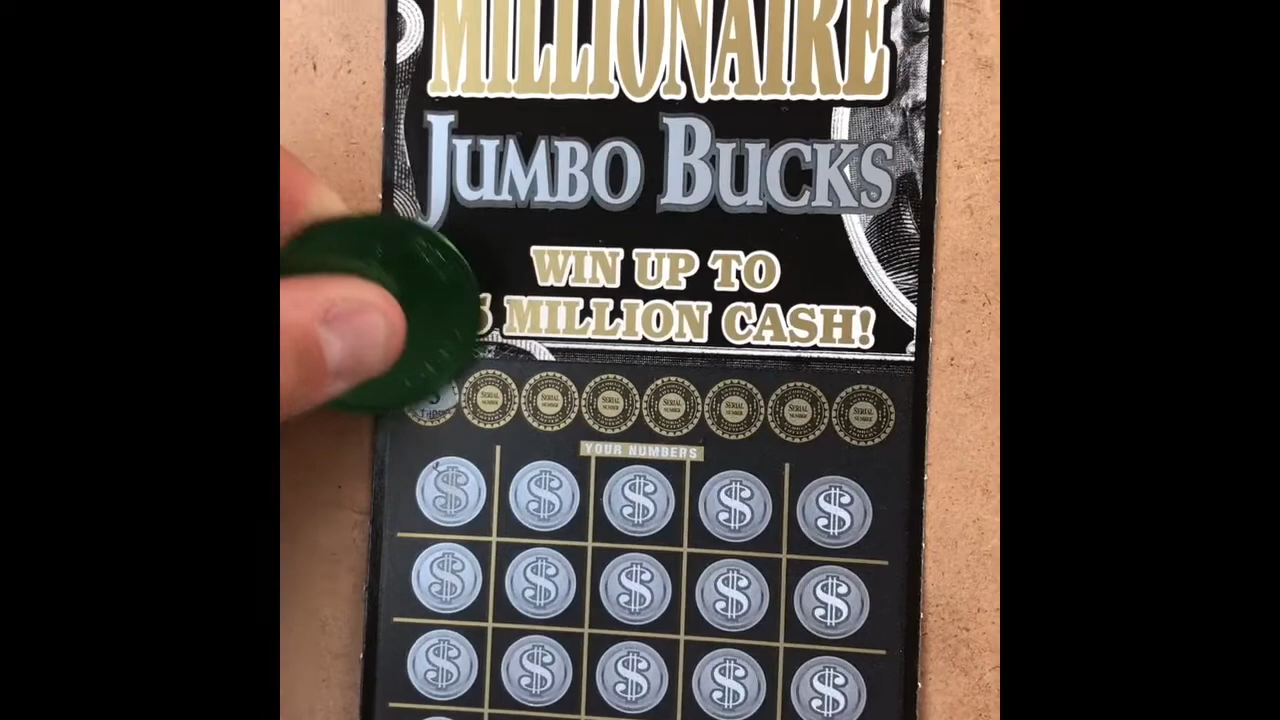 MILLIONAIRE
JUMBO BUCKS
WIN UP TO
MILLION CASH!
SERIAL NUMBER SERIAL NUMBER SERIAL NUMBER SERIAL NUMBER SERIAL NUMBER SERIAL NUMBER SERIAL NUMBER
YOUR NUMBERS
$ $ $ $ $
$ $ $ $ $
$ $ $ $ $